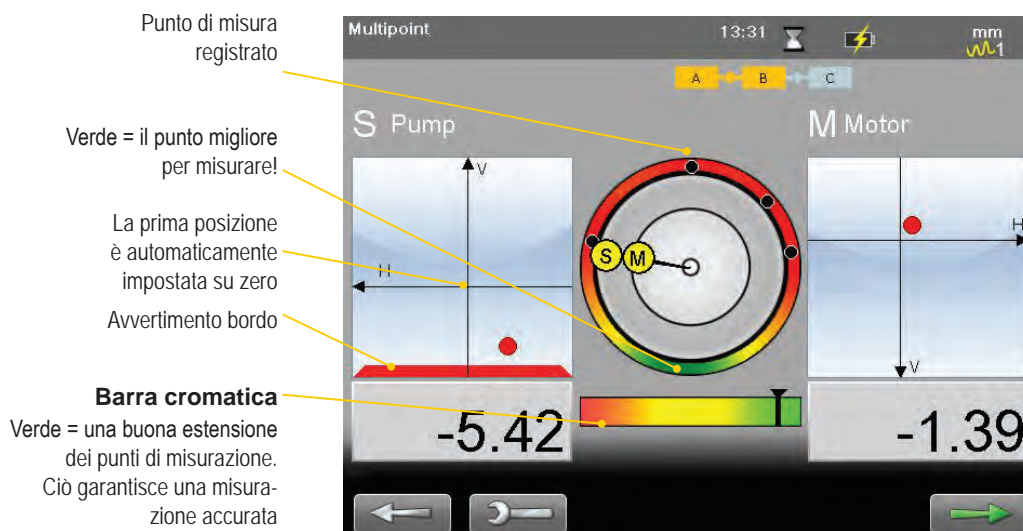 Punto di misura
registrato
Verde = il punto migliore
per misurare!
La prima posizione
è automaticamente
impostata su zero
Avvertimento bordo
Barra cromatica
Verde = una buona estensione
dei punti di misurazione.
Ciò garantisce una misura-
zione accurata
Multipoint
13:31
mm
1
A
B
C
S Pump
M Motor
V
H
S
M
H
V
-5.42
-1.39